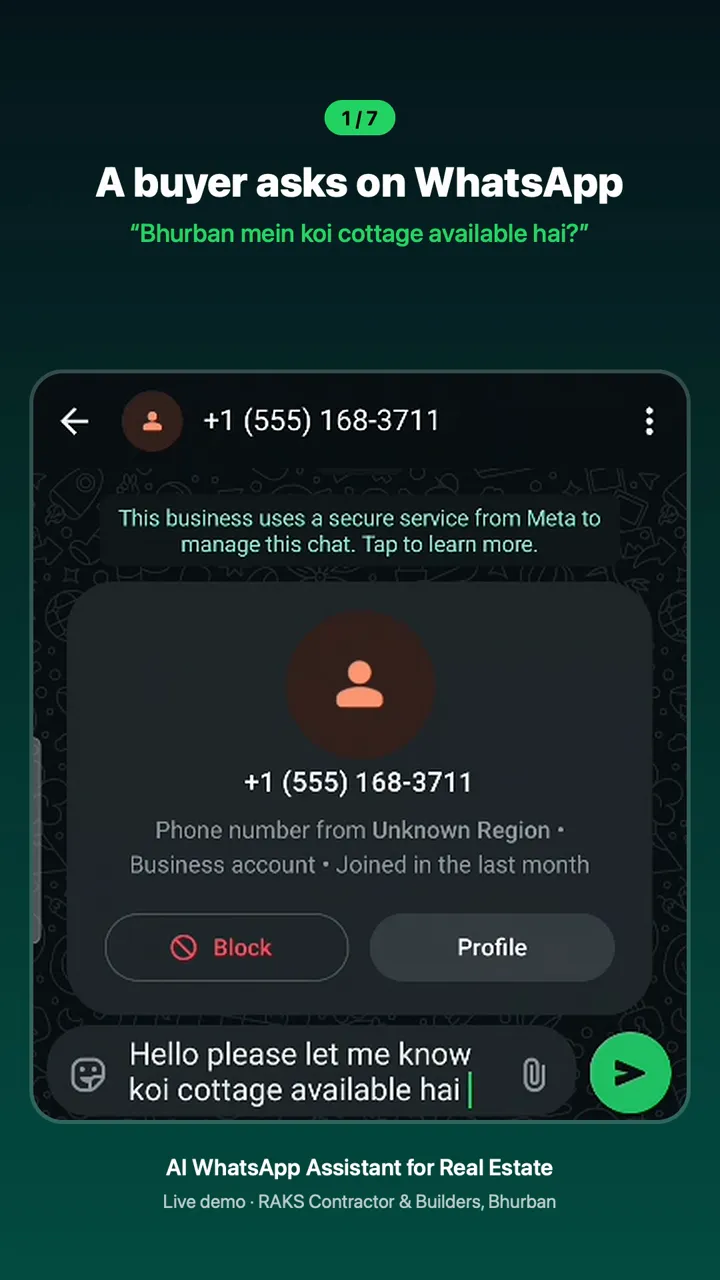 1/7
A buyer asks on WhatsApp
“Bhurban mein koi cottage available hai?”
+1 (555) 168-3711
This business uses a secure service from Meta to
manage this chat. Tap to learn more.
+1 (555) 168-3711
Phone number from Unknown Region •
Business account • Joined in the last month
Block
Profile
Hello please let me know
koi cottage available hai
AI WhatsApp Assistant for Real Estate
Live demo · RAKS Contractor & Builders, Bhurban